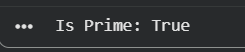 ••• Is Prime: True